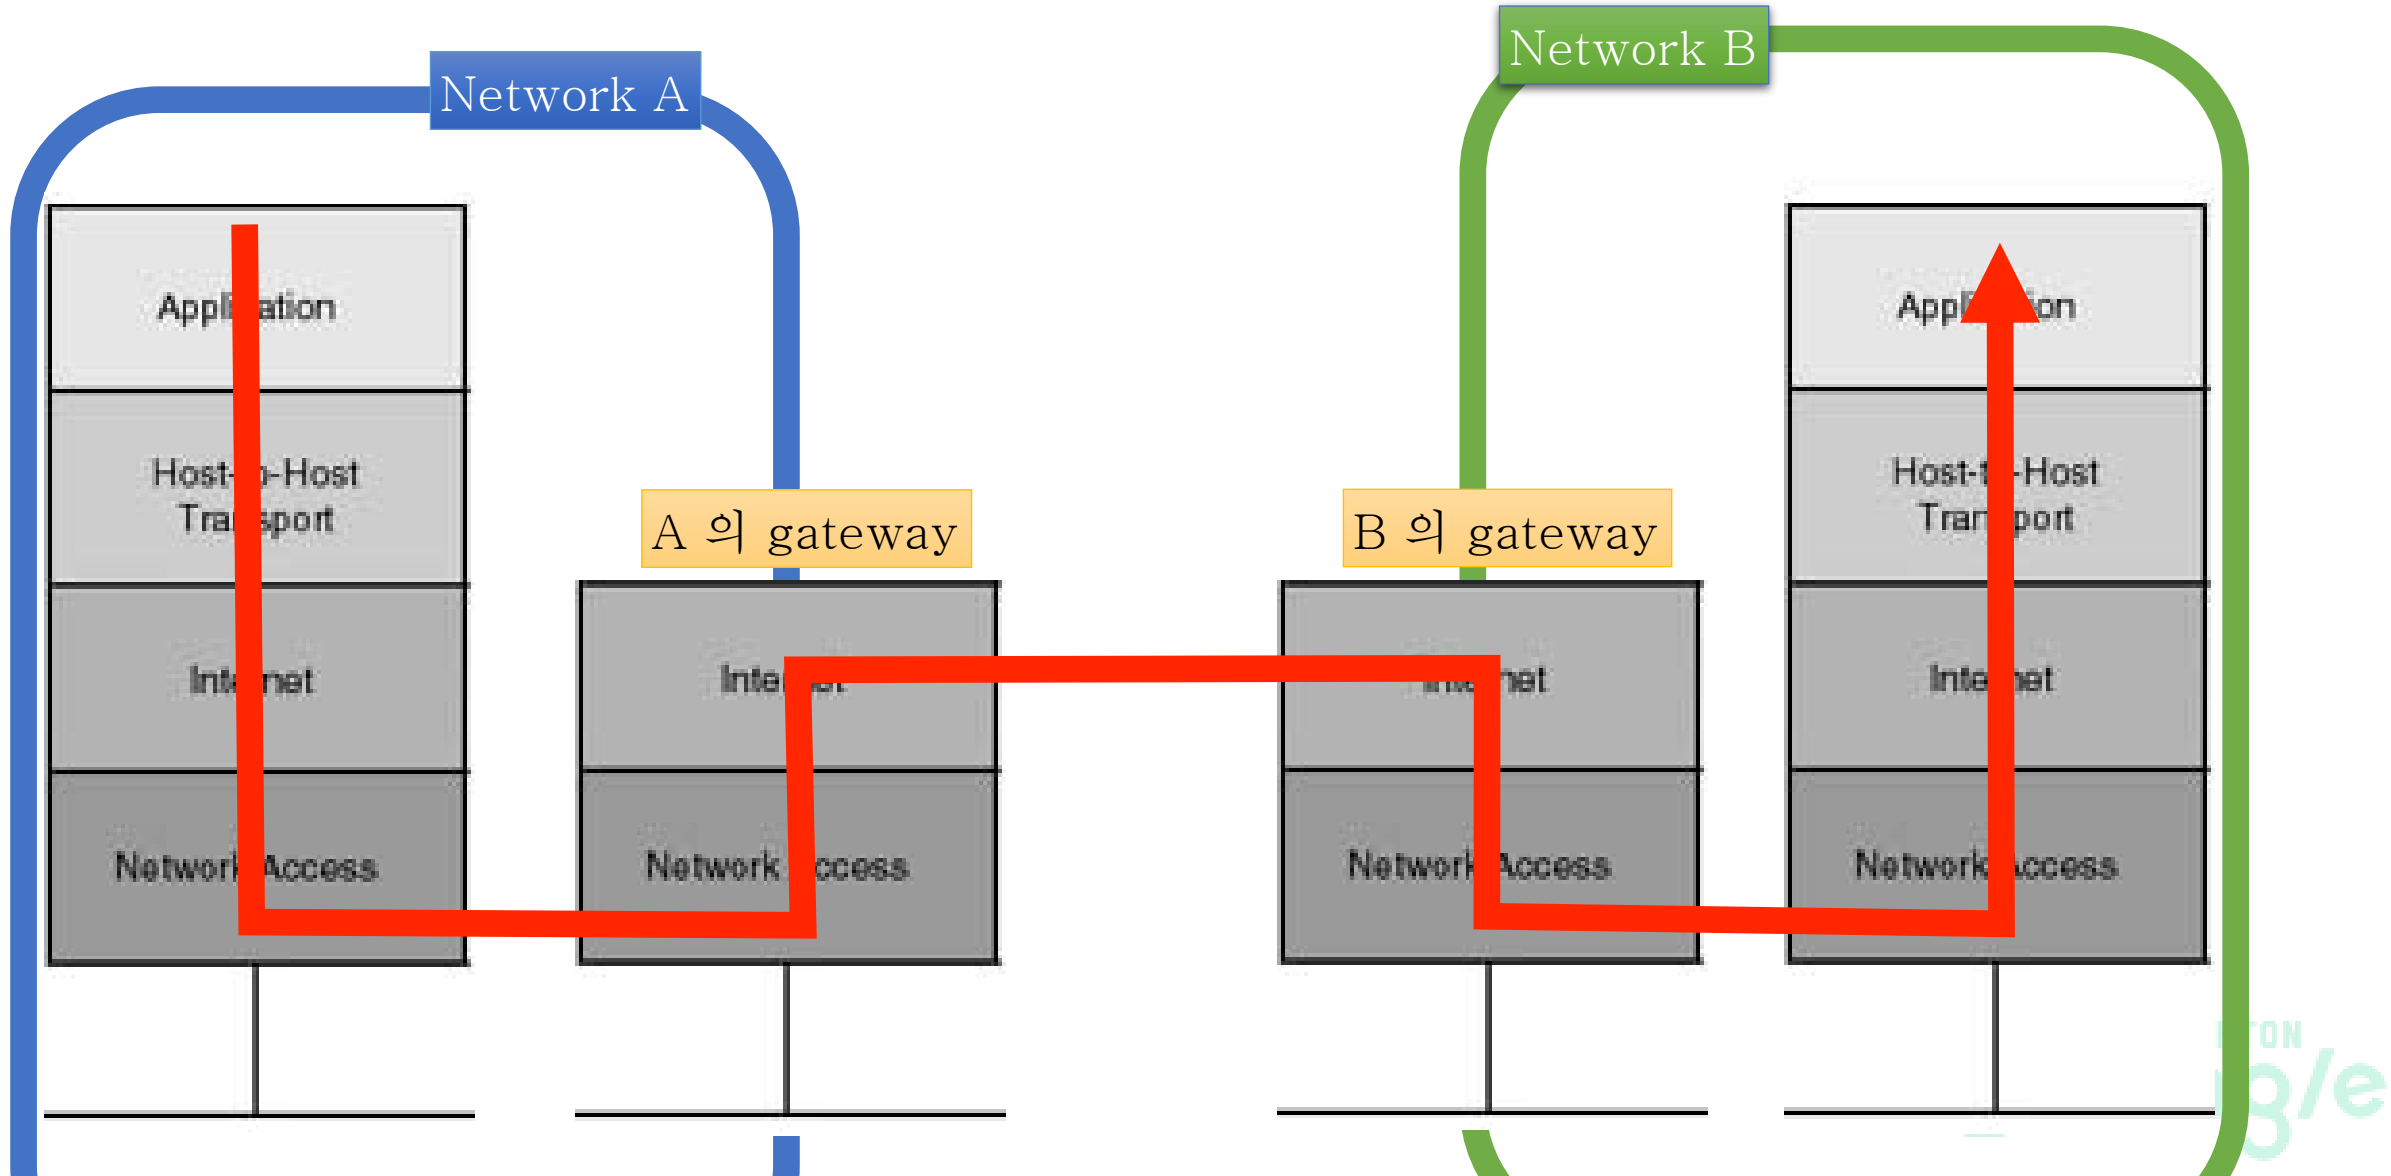 Network A
Network B
Application
Host-to-Host
Transport
Internet
Network Access
A 의 gateway
Internet
Network Access
B 의 gateway
Internet
Network Access
Application
Host-to-Host
Transport
Internet
Network Access